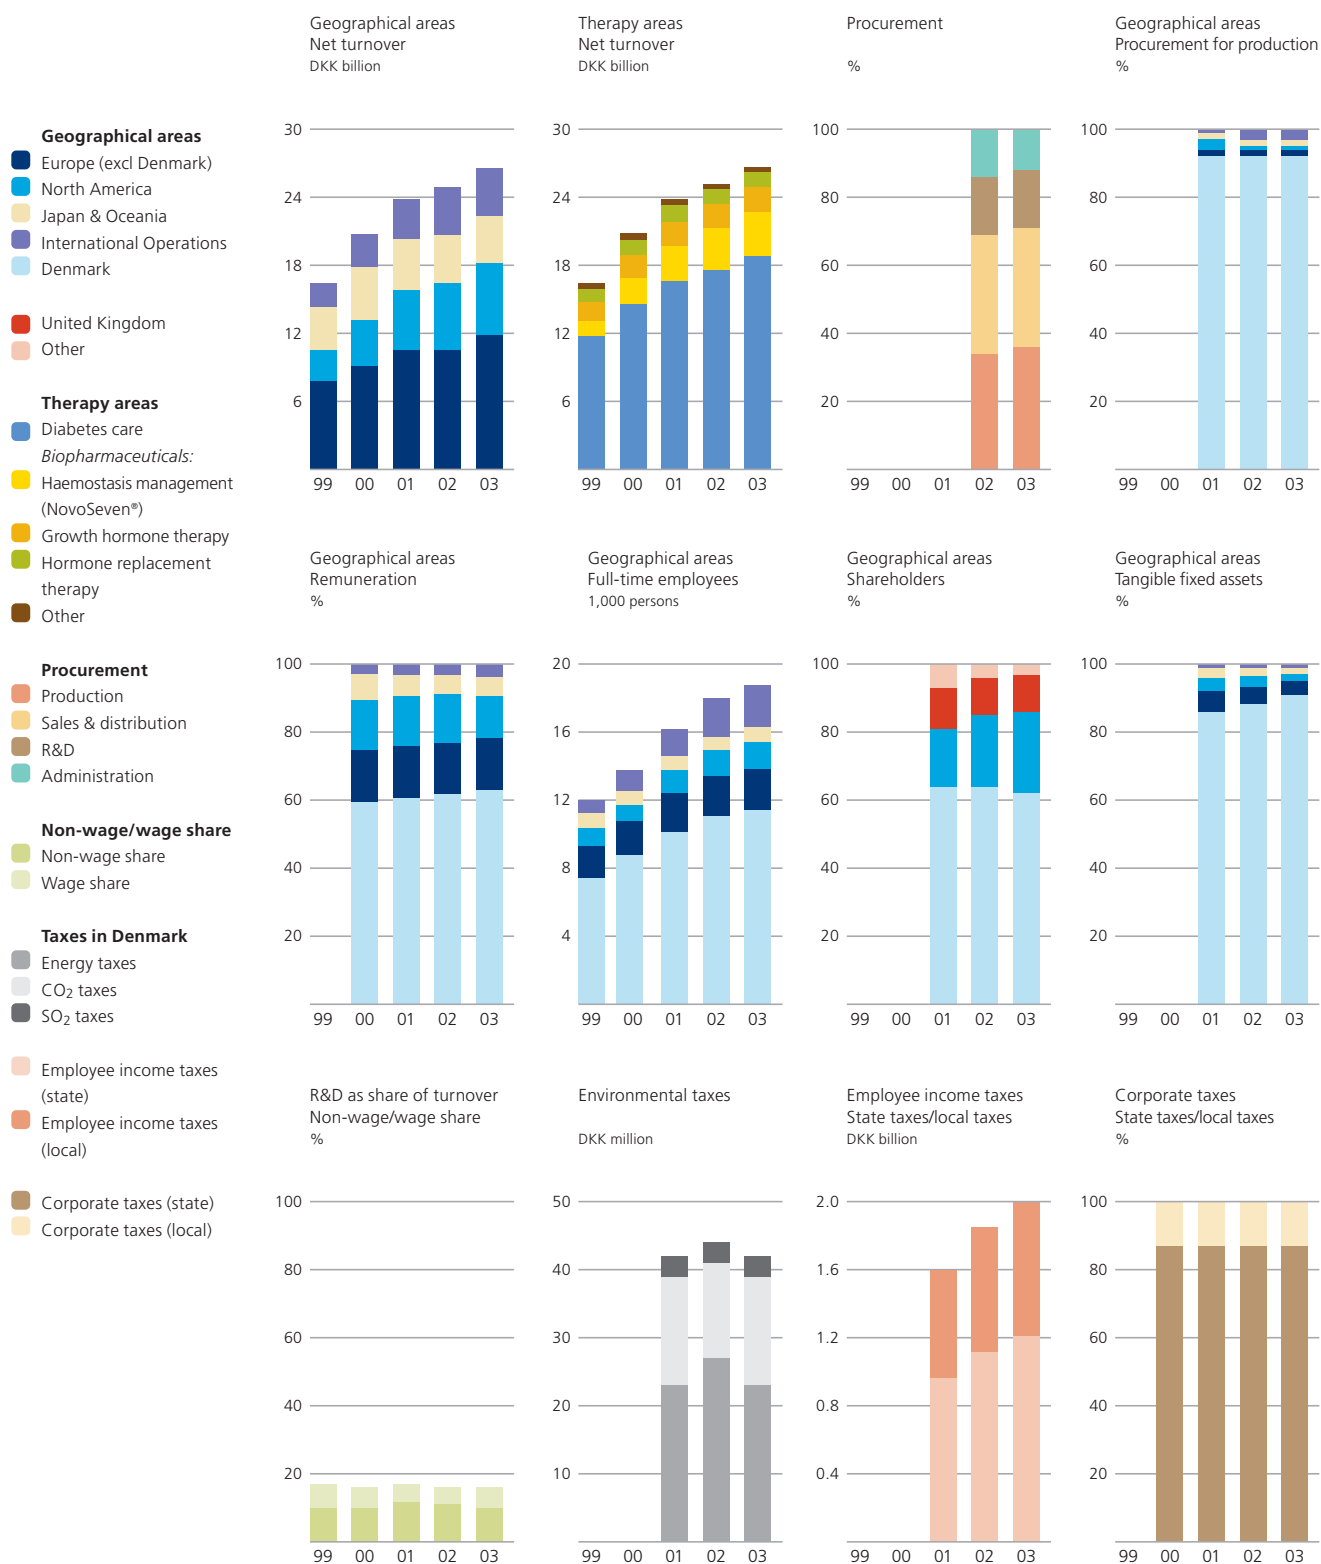 Geographical areas
Europe (excl Denmark)
North America
Japan & Oceania
International Operations
Denmark
United Kingdom
Other
Therapy areas
Diabetes care
Biopharmaceuticals:
Haemostasis management
(NovoSeven®)
Growth hormone therapy
Hormone replacement
therapy
Other
Procurement
Production
Sales & distribution
R&D
Administration
Non-wage/wage share
Non-wage share
Wage share
Taxes in Denmark
Energy taxes
CO2 taxes
SO2 taxes
Employee income taxes
(state)
Employee income taxes
(local)
Corporate taxes (state)
Corporate taxes (local)
Geographical areas
Net turnover
DKK billion
30
24
18
12
6
99 00 01 02 03
Therapy areas
Net turnover
DKK billion
30
24
18
12
6
99 00 01 02 03
Procurement
%
100
80
60
40
20
99 00 01 02 03
Geographical areas
Procurement for production
%
100
80
60
40
20
99 00 01 02 03
Geographical areas
Remuneration
%
100
80
60
40
20
99 00 01 02 03
Geographical areas
Full-time employees
1,000 persons
20
16
12
8
4
99 00 01 02 03
Geographical areas
Shareholders
%
100
80
60
40
20
99 00 01 02 03
Geographical areas
Tangible fixed assets
%
100
80
60
40
20
99 00 01 02 03
R&D as share of turnover
Non-wage/wage share
%
100
80
60
40
20
99 00 01 02 03
Environmental taxes
DKK million
50
40
30
20
10
99 00 01 02 03
Employee income taxes
State taxes/local taxes
DKK billion
2.0
1.6
1.2
0.8
0.4
99 00 01 02 03
Corporate taxes
State taxes/local taxes
%
100
80
60
40
20
99 00 01 02 03